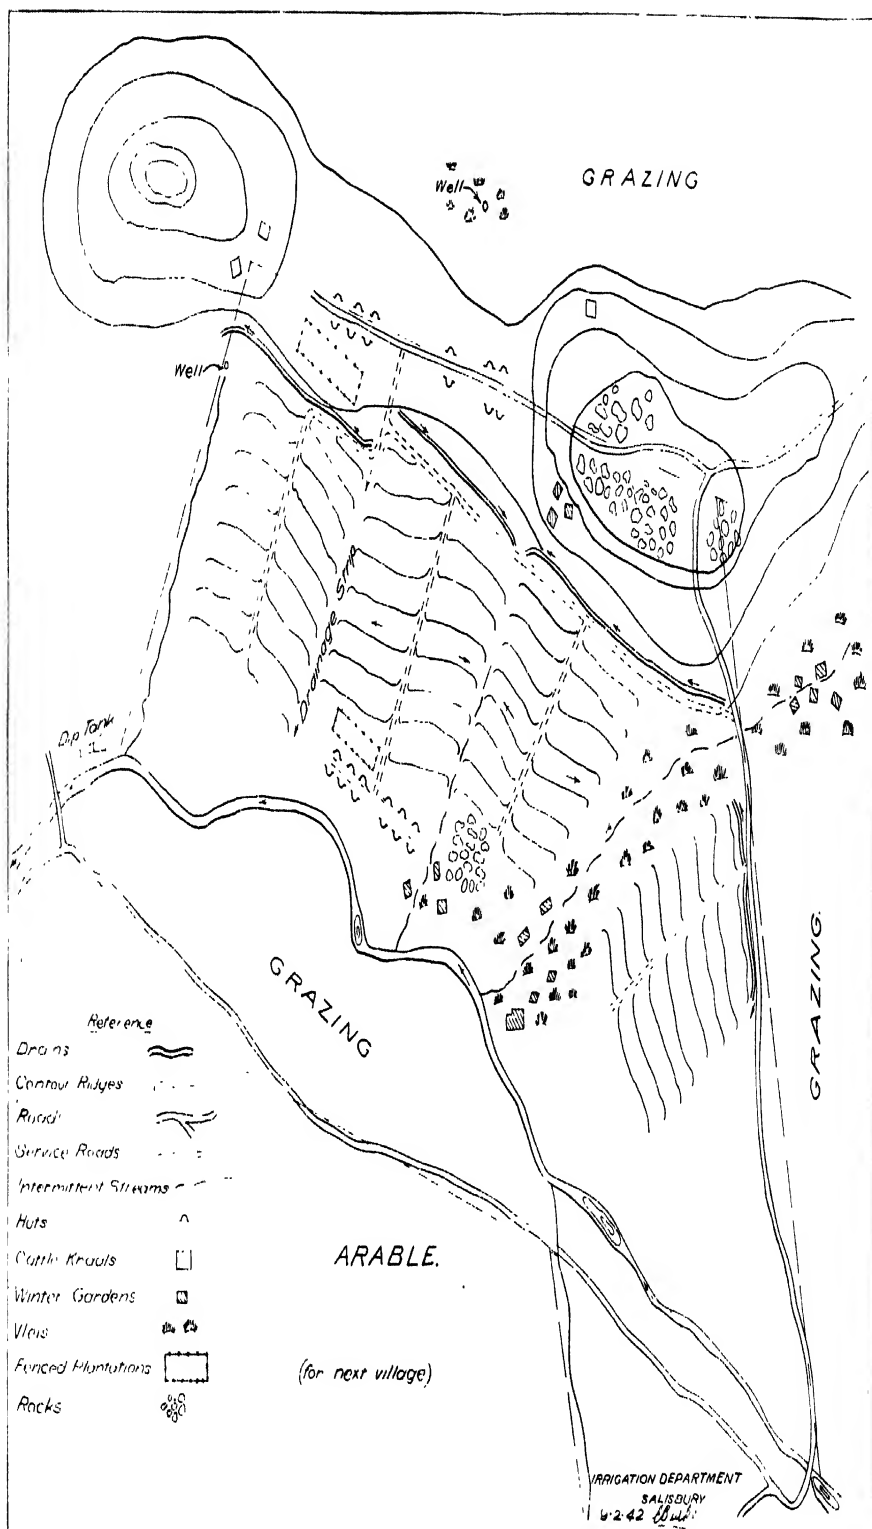 GRAZING
Well
Well
Drainage Strip
Dip Tank
GRAZING
GRAZING.
Reference
Drains
Contour Ridges
Road
Service Roads
Intermittent Streams
Huts
Cattle Kraals
Winter Gardens
Vleis
Fenced Plantations
Rocks
ARABLE.
(for next village)
IRRIGATION DEPARTMENT
SALISBURY
6·2·42